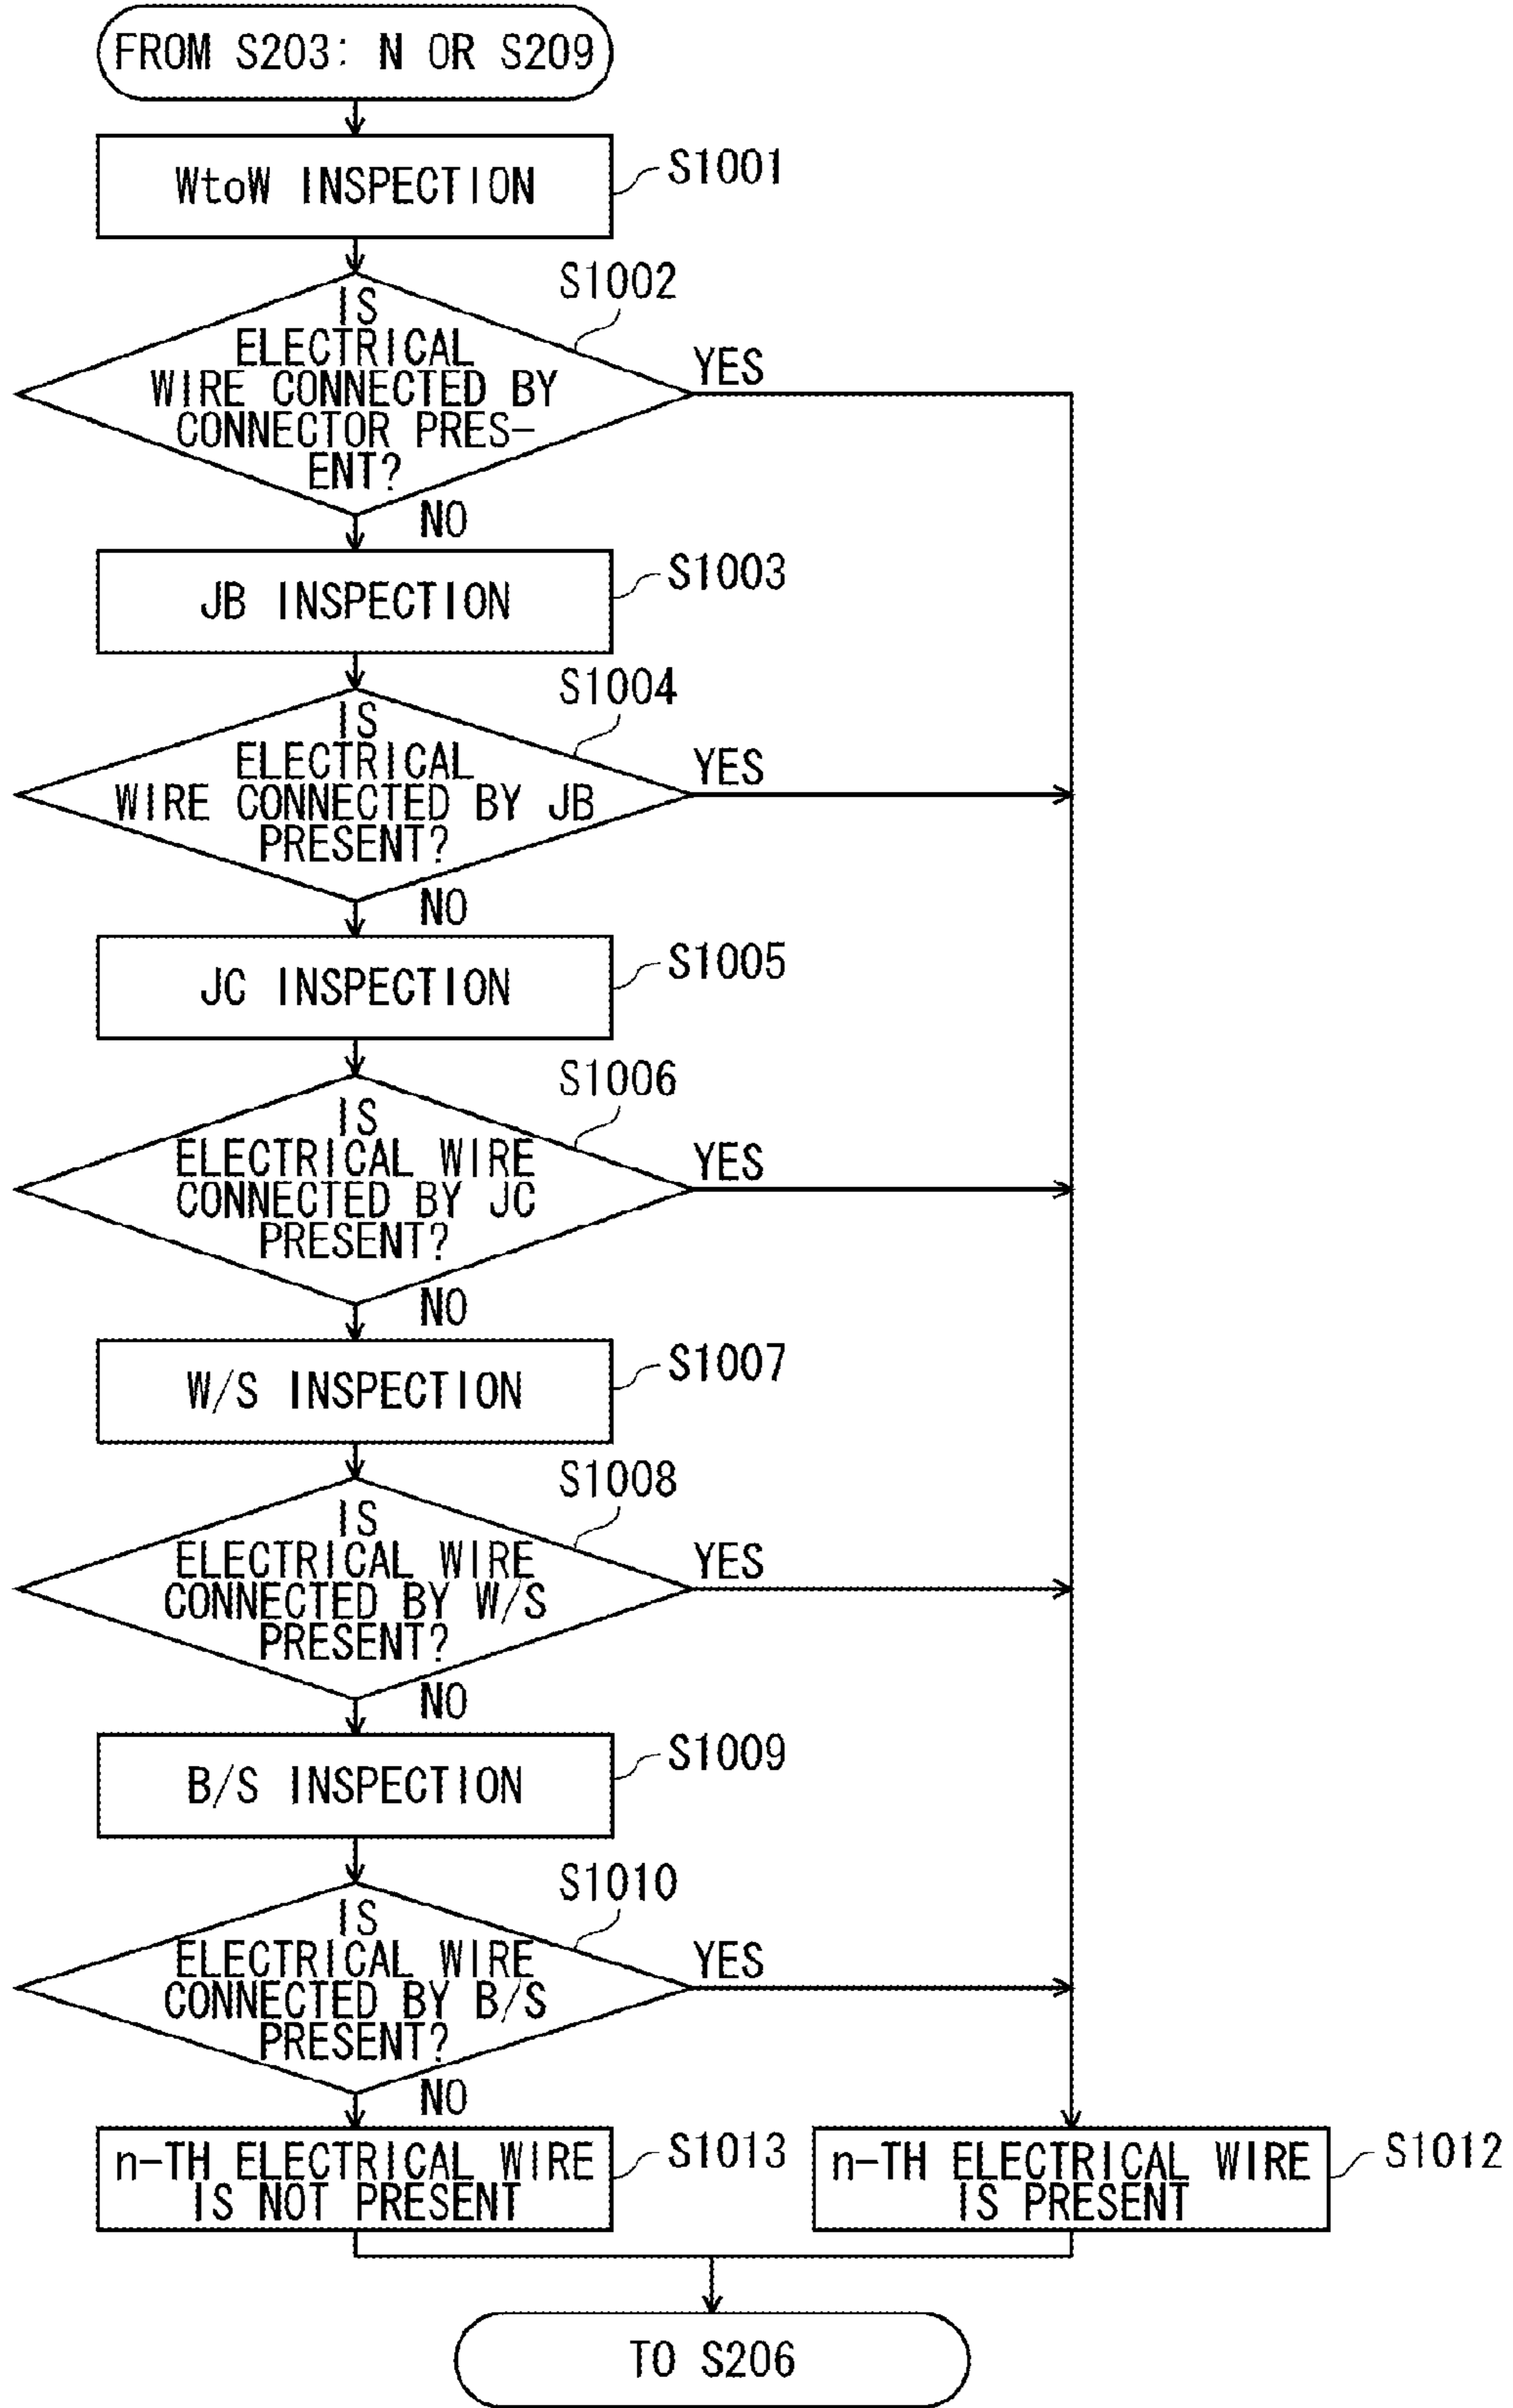 FROM S203: N OR S209
WtoW INSPECTION
S1001
S1002
IS
ELECTRICAL
WIRE CONNECTED BY
CONNECTOR PRES-
ENT?
YES
NO
JB INSPECTION
S1003
S1004
IS
ELECTRICAL
WIRE CONNECTED BY JB
PRESENT?
YES
NO
JC INSPECTION
S1005
S1006
IS
ELECTRICAL WIRE
CONNECTED BY JC
PRESENT?
YES
NO
W/S INSPECTION
S1007
S1008
IS
ELECTRICAL WIRE
CONNECTED BY W/S
PRESENT?
YES
NO
B/S INSPECTION
S1009
S1010
IS
ELECTRICAL WIRE
CONNECTED BY B/S
PRESENT?
YES
NO
n-TH ELECTRICAL WIRE
IS NOT PRESENT
S1013
n-TH ELECTRICAL WIRE
IS PRESENT
S1012
TO S206